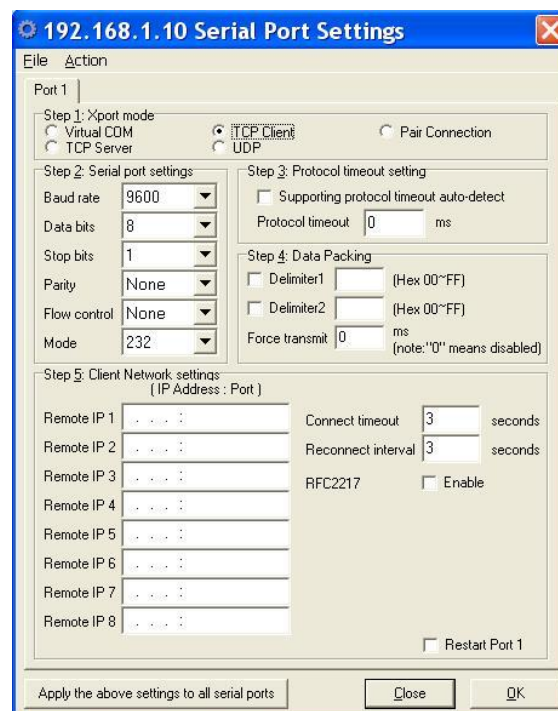 192.168.1.10 Serial Port Settings
File Action
Port 1
Step 1: Xport mode
Virtual COM
TCP Client
Pair Connection
TCP Server
UDP
Step 2: Serial port settings
Baud rate 9600
Data bits 8
Stop bits 1
Parity None
Flow control None
Mode 232
Step 3: Protocol timeout setting
Supporting protocol timeout auto-detect
Protocol timeout 0 ms
Step 4: Data Packing
Delimiter1 (Hex 00~FF)
Delimiter2 (Hex 00~FF)
Force transmit 0 ms
(note:"0" means disabled)
Step 5: Client Network settings
( IP Address : Port )
Remote IP 1 . . . :
Remote IP 2 . . . :
Remote IP 3 . . . :
Remote IP 4 . . . :
Remote IP 5 . . . :
Remote IP 6 . . . :
Remote IP 7 . . . :
Remote IP 8 . . . :
Connect timeout 3 seconds
Reconnect interval 3 seconds
RFC2217 Enable
Restart Port 1
Apply the above settings to all serial ports
Close
OK